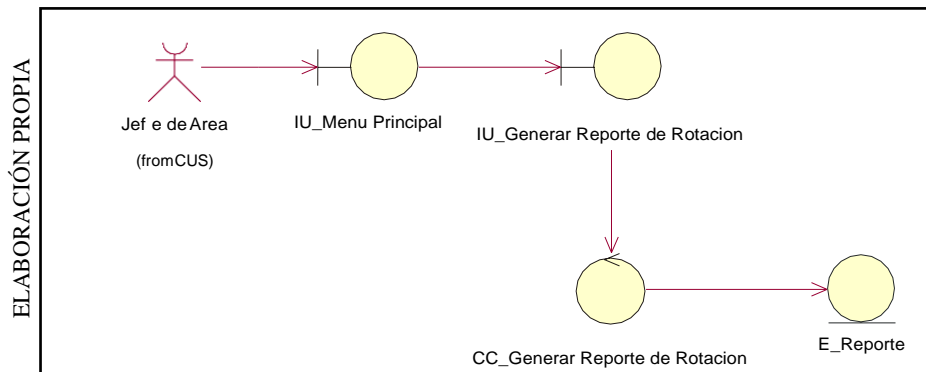 ELABORACIÓN PROPIA
Jef e de Area
(fromCUS)
IU_Menu Principal
IU_Generar Reporte de Rotacion
CC_Generar Reporte de Rotacion
E_Reporte